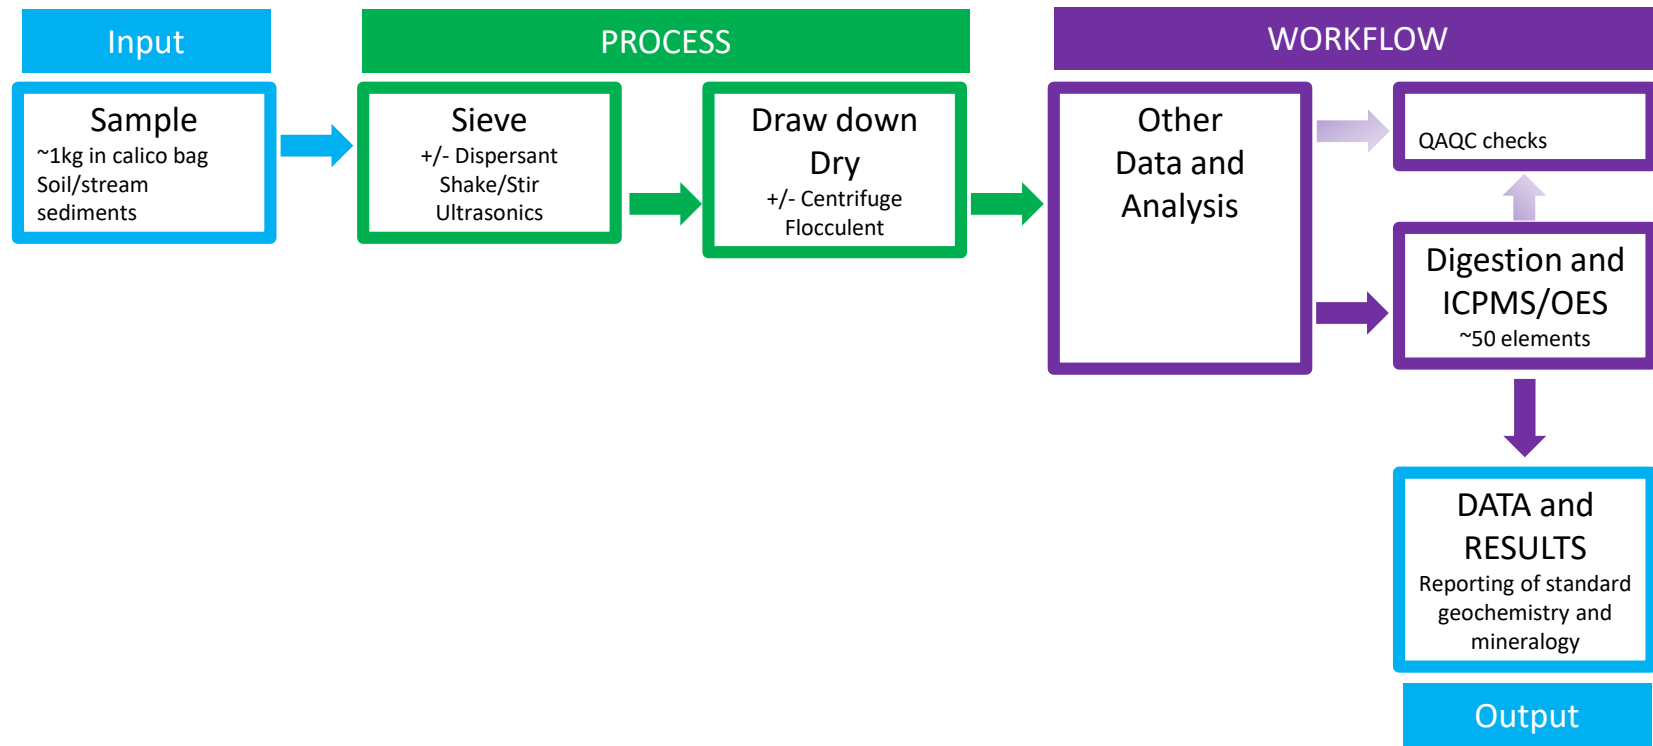 Input
PROCESS
WORKFLOW
Sample
~1kg in calico bag
Soil/stream
sediments
Sieve
+/- Dispersant
Shake/Stir
Ultrasonics
Draw down
Dry
+/- Centrifuge
Flocculent
Other
Data and
Analysis
QAQC checks
Digestion and
ICPMS/OES
~50 elements
DATA and
RESULTS
Reporting of standard
geochemistry and
mineralogy
Output